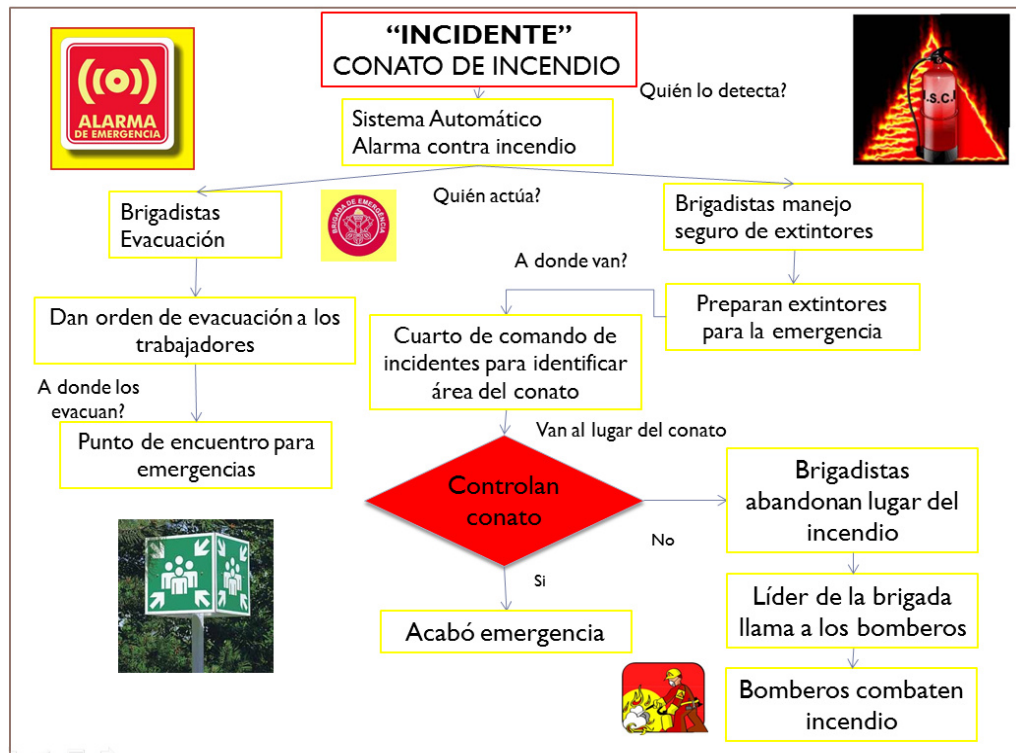 “INCIDENTE”
CONATO DE INCENDIO
ALARMA
DE EMERGENCIA
Quién lo detecta?
I.S.C.I
Sistema Automático
Alarma contra incendio
Quién actúa?
Brigadistas
Evacuación
BRIGADA DE EMERGÊNCIA
Brigadistas manejo
seguro de extintores
A donde van?
Dan orden de evacuación a los
trabajadores
Preparan extintores
para la emergencia
Cuarto de comando de
incidentes para identificar
área del conato
A donde los
evacuan?
Punto de encuentro para
emergencias
Van al lugar del conato
Controlan
conato
No
Si
Brigadistas
abandonan lugar del
incendio
Acabó emergencia
Líder de la brigada
llama a los bomberos
Bomberos combaten
incendio